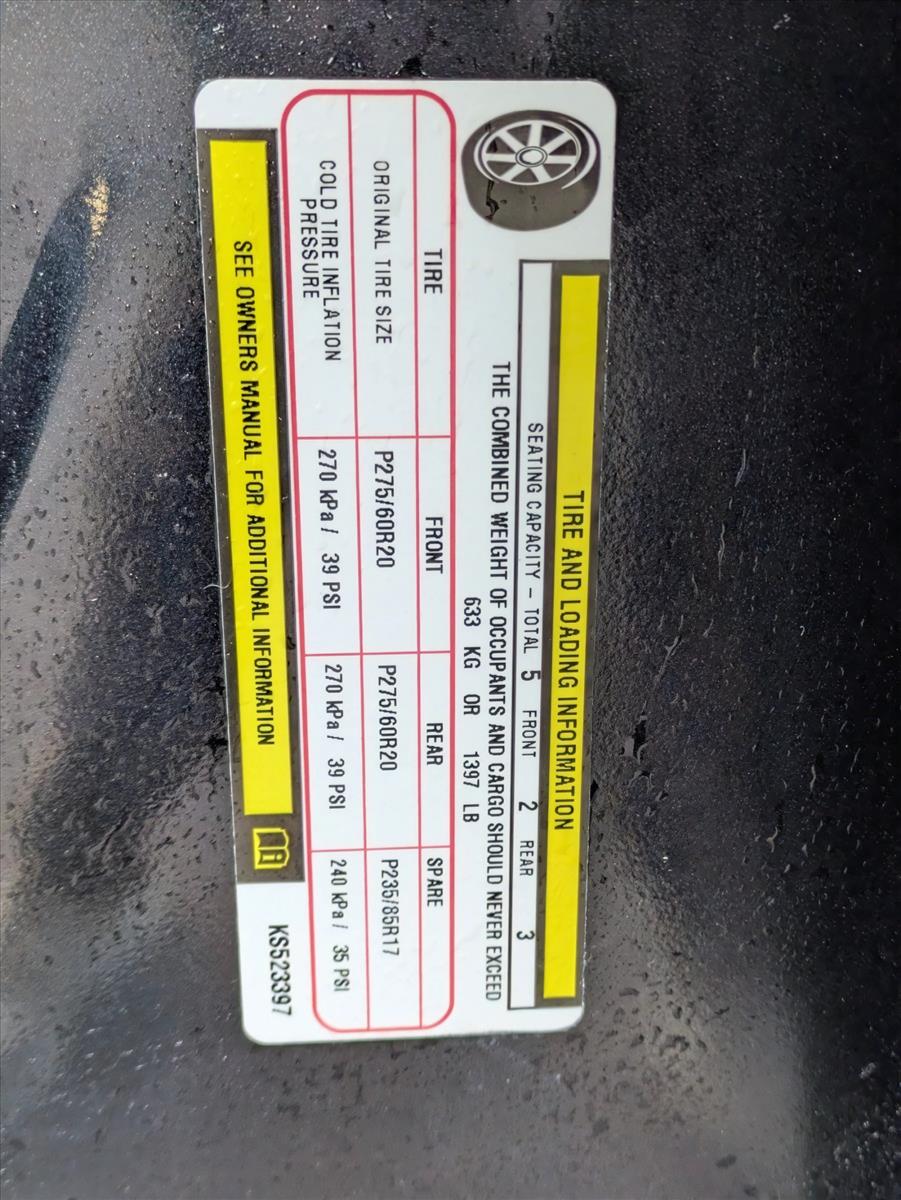 TIRE AND LOADING INFORMATION
SEATING CAPACITY – TOTAL 5 FRONT 2 REAR 3
THE COMBINED WEIGHT OF OCCUPANTS AND CARGO SHOULD NEVER EXCEED
633 KG OR 1397 LB
TIRE FRONT REAR SPARE
ORIGINAL TIRE SIZE P275/60R20 P275/60R20 P235/85R17
COLD TIRE INFLATION
PRESSURE 270 kPa / 39 PSI 270 kPa / 39 PSI 240 kPa / 35 PSI
SEE OWNERS MANUAL FOR ADDITIONAL INFORMATION
KS523397